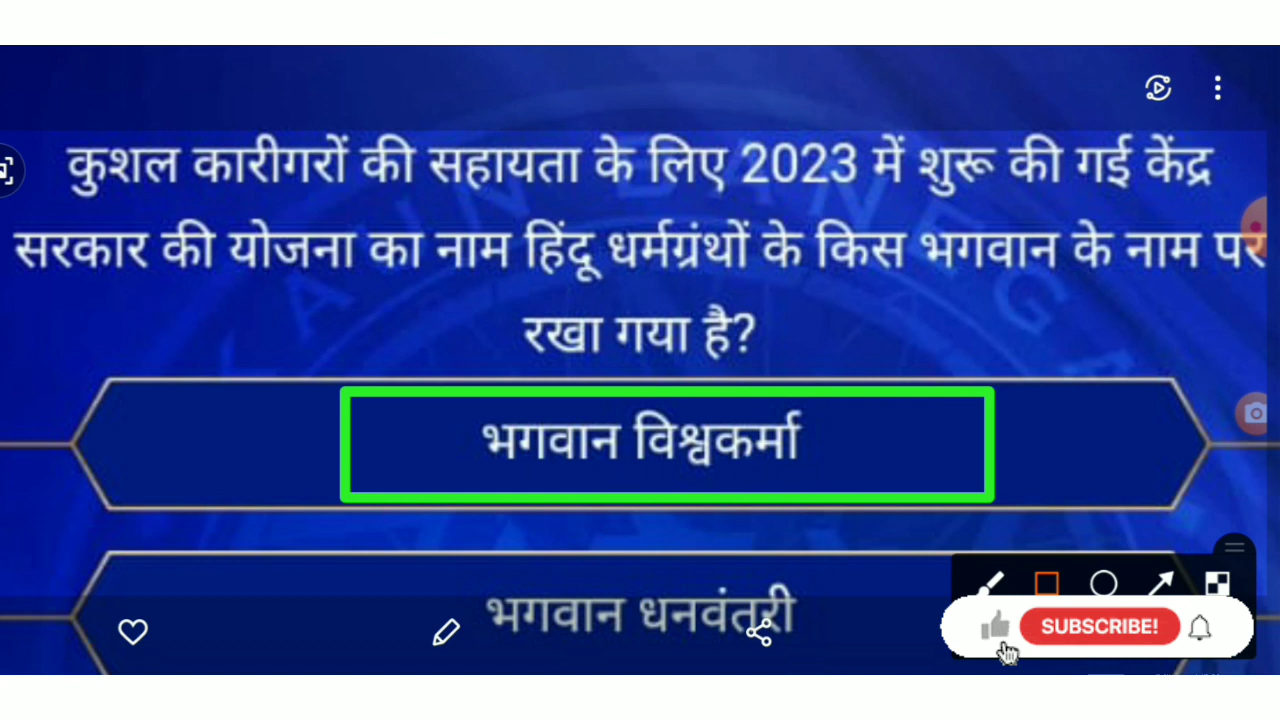 कुशल कारीगरों की सहायता के लिए 2023 में शुरू की गई केंद्र
सरकार की योजना का नाम हिंदू धर्मग्रंथों के किस भगवान के नाम पर
रखा गया है?
भगवान विश्वकर्मा
भगवान धनवंतरी
SUBSCRIBE!